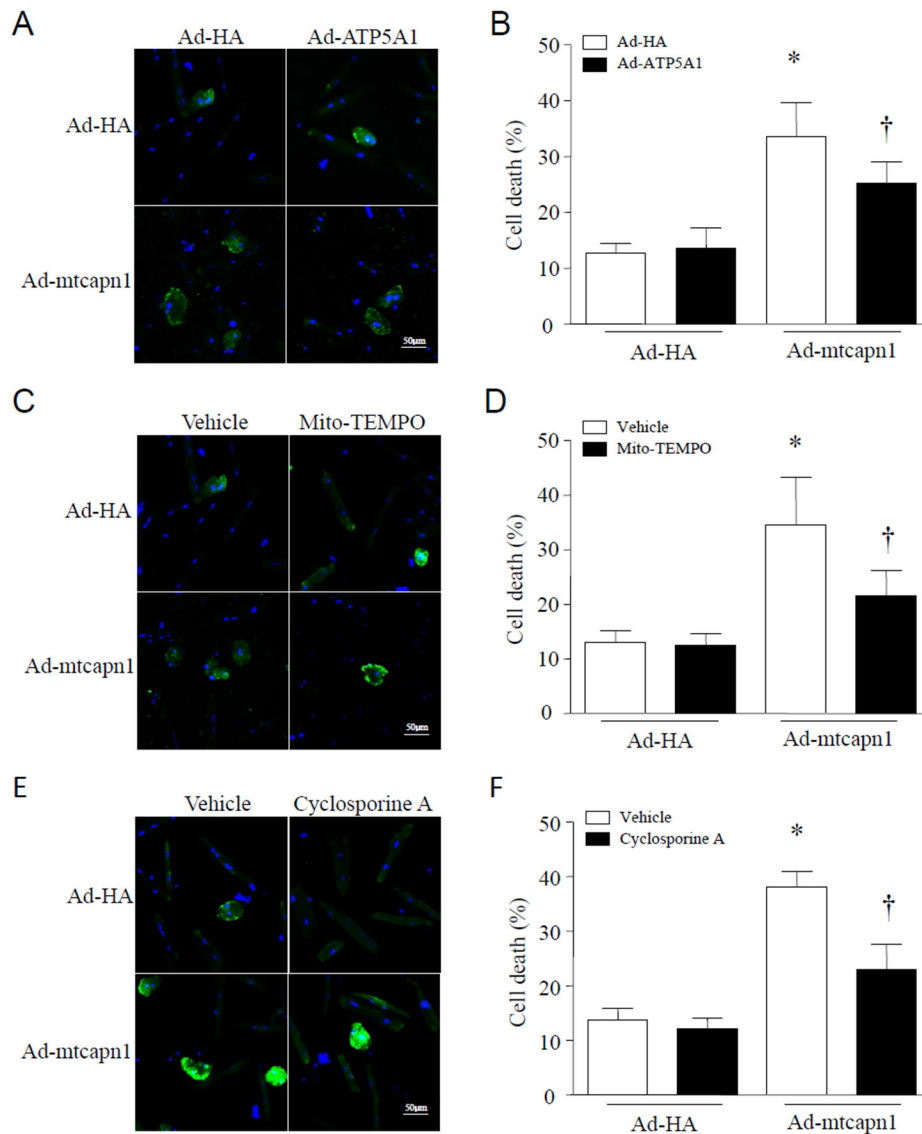 A
Ad-HA Ad-ATP5A1
Ad-HA
Ad-mtcapn1
50μm
B
Ad-HA
Ad-ATP5A1
Cell death (%)
50
40
30
20
10
0
*
†
Ad-HA Ad-mtcapn1
C
Vehicle Mito-TEMPO
Ad-HA
Ad-mtcapn1
50μm
D
Vehicle
Mito-TEMPO
Cell death (%)
50
40
30
20
10
0
*
†
Ad-HA Ad-mtcapn1
E
Vehicle Cyclosporine A
Ad-HA
Ad-mtcapn1
50μm
F
Vehicle
Cyclosporine A
Cell death (%)
50
40
30
20
10
0
*
†
Ad-HA Ad-mtcapn1